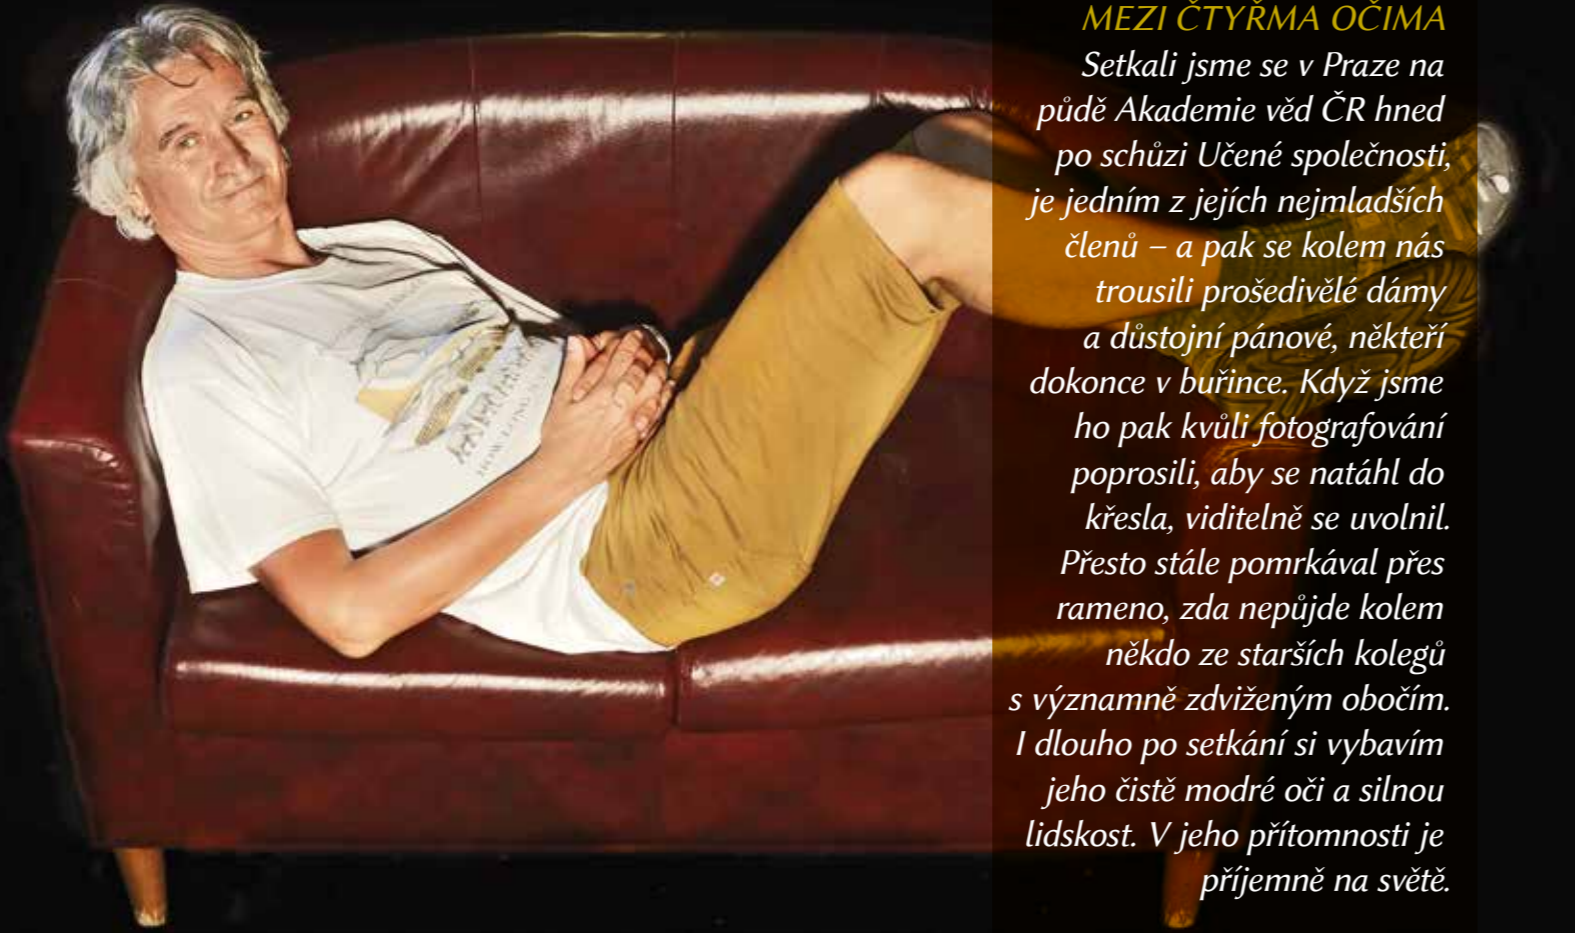 MEZI ČTYŘMA OČIMA
Setkali jsme se v Praze na
půdě Akademie věd ČR hned
po schůzi Učené společnosti,
je jedním z jejích nejmladších
členů – a pak se kolem nás
trousili prošedivělé dámy
a důstojní pánové, někteří
dokonce v buřince. Když jsme
ho pak kvůli fotografování
poprosili, aby se natáhl do
křesla, viditelně se uvolnil.
Přesto stále pomrkával přes
rameno, zda nepůjde kolem
někdo ze starších kolegů
s významně zdviženým obočím.
I dlouho po setkání si vybavím
jeho čistě modré oči a silnou
lidskost. V jeho přítomnosti je
příjemně na světě.